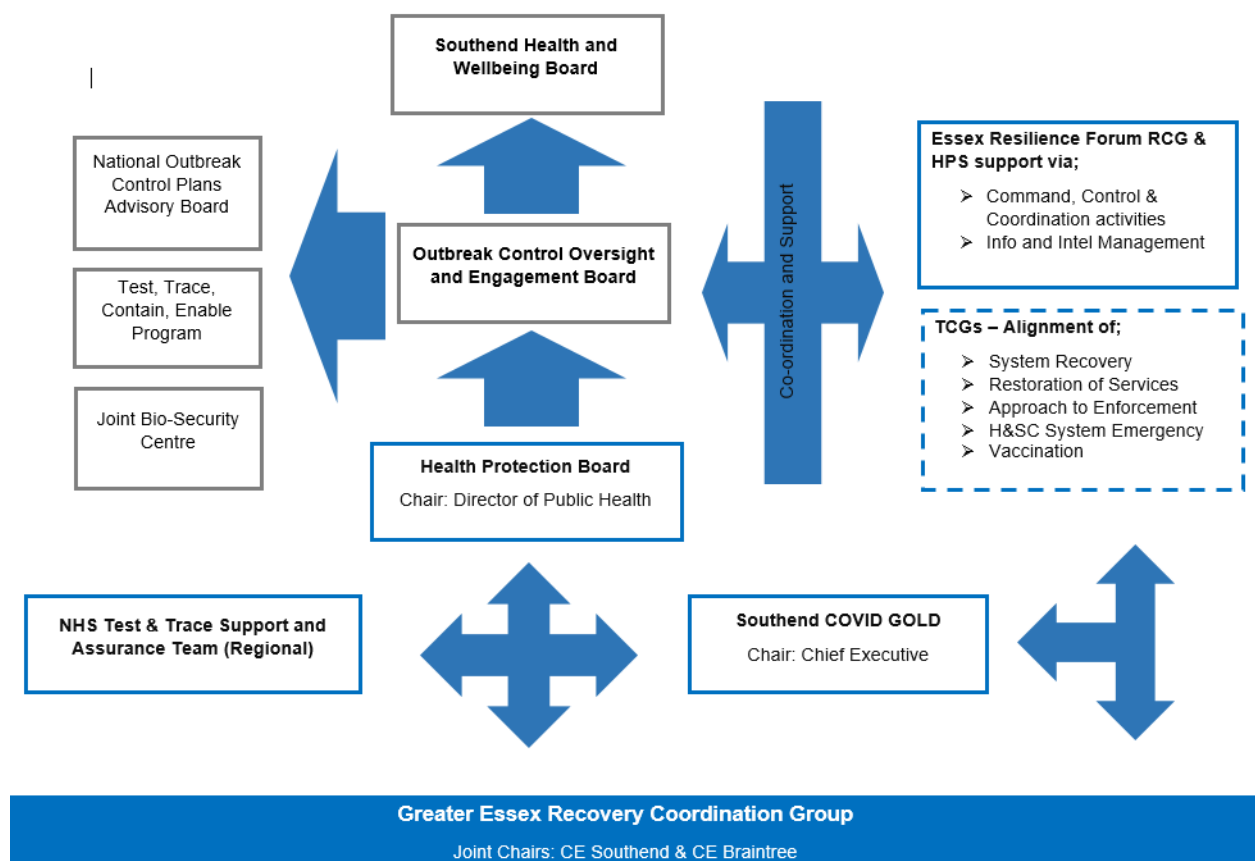 Southend Health and
Wellbeing Board
National Outbreak
Control Plans
Advisory Board
Test, Trace,
Contain, Enable
Program
Joint Bio-Security
Centre
Outbreak Control Oversight
and Engagement Board
Health Protection Board
Chair: Director of Public Health
Co-ordination and Support
Essex Resilience Forum RCG &
HPS support via;
➢ Command, Control &
Coordination activities
➢ Info and Intel Management
TCGs – Alignment of;
➢ System Recovery
➢ Restoration of Services
➢ Approach to Enforcement
➢ H&SC System Emergency
➢ Vaccination
NHS Test & Trace Support and
Assurance Team (Regional)
Southend COVID GOLD
Chair: Chief Executive
Greater Essex Recovery Coordination Group
Joint Chairs: CE Southend & CE Braintree